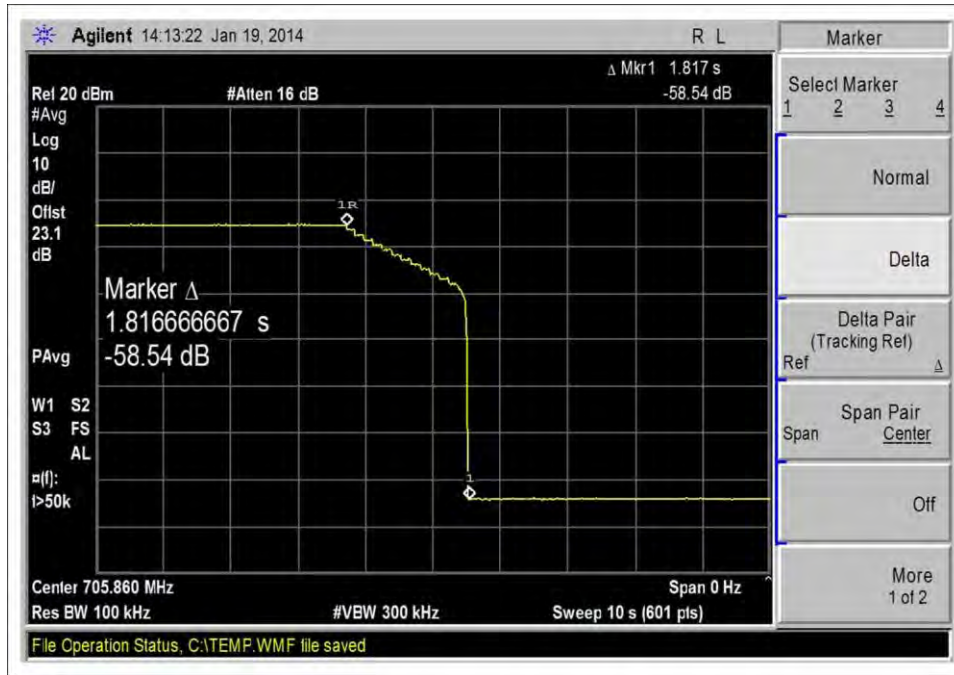 Agilent 14:13:22 Jan 19, 2014 R L
Δ Mkr1 1.817 s
Ref 20 dBm #Atten 16 dB -58.54 dB
#Avg
Log
10
dB/
Offst
23.1
dB
1R
Marker Δ
1.816666667 s
-58.54 dB
PAvg
W1 S2
S3 FS
AL
¤(f):
f>50k
1
Center 705.860 MHz Span 0 Hz
Res BW 100 kHz #VBW 300 kHz Sweep 10 s (601 pts)
File Operation Status, C:\TEMP.WMF file saved
Marker
Select Marker
1 2 3 4
Normal
Delta
Delta Pair
(Tracking Ref)
Ref Δ
Span Pair
Span Center
Off
More
1 of 2